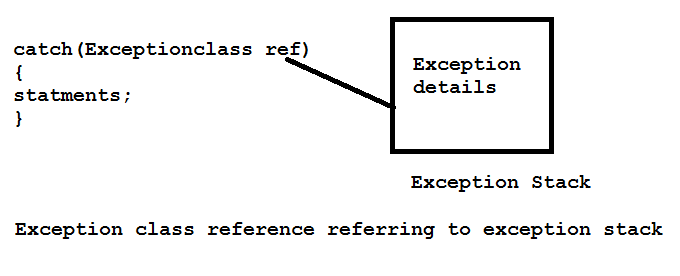 catch(Exceptionclass ref)
{
statments;
}
Exception
details
Exception Stack
Exception class reference referring to exception stack